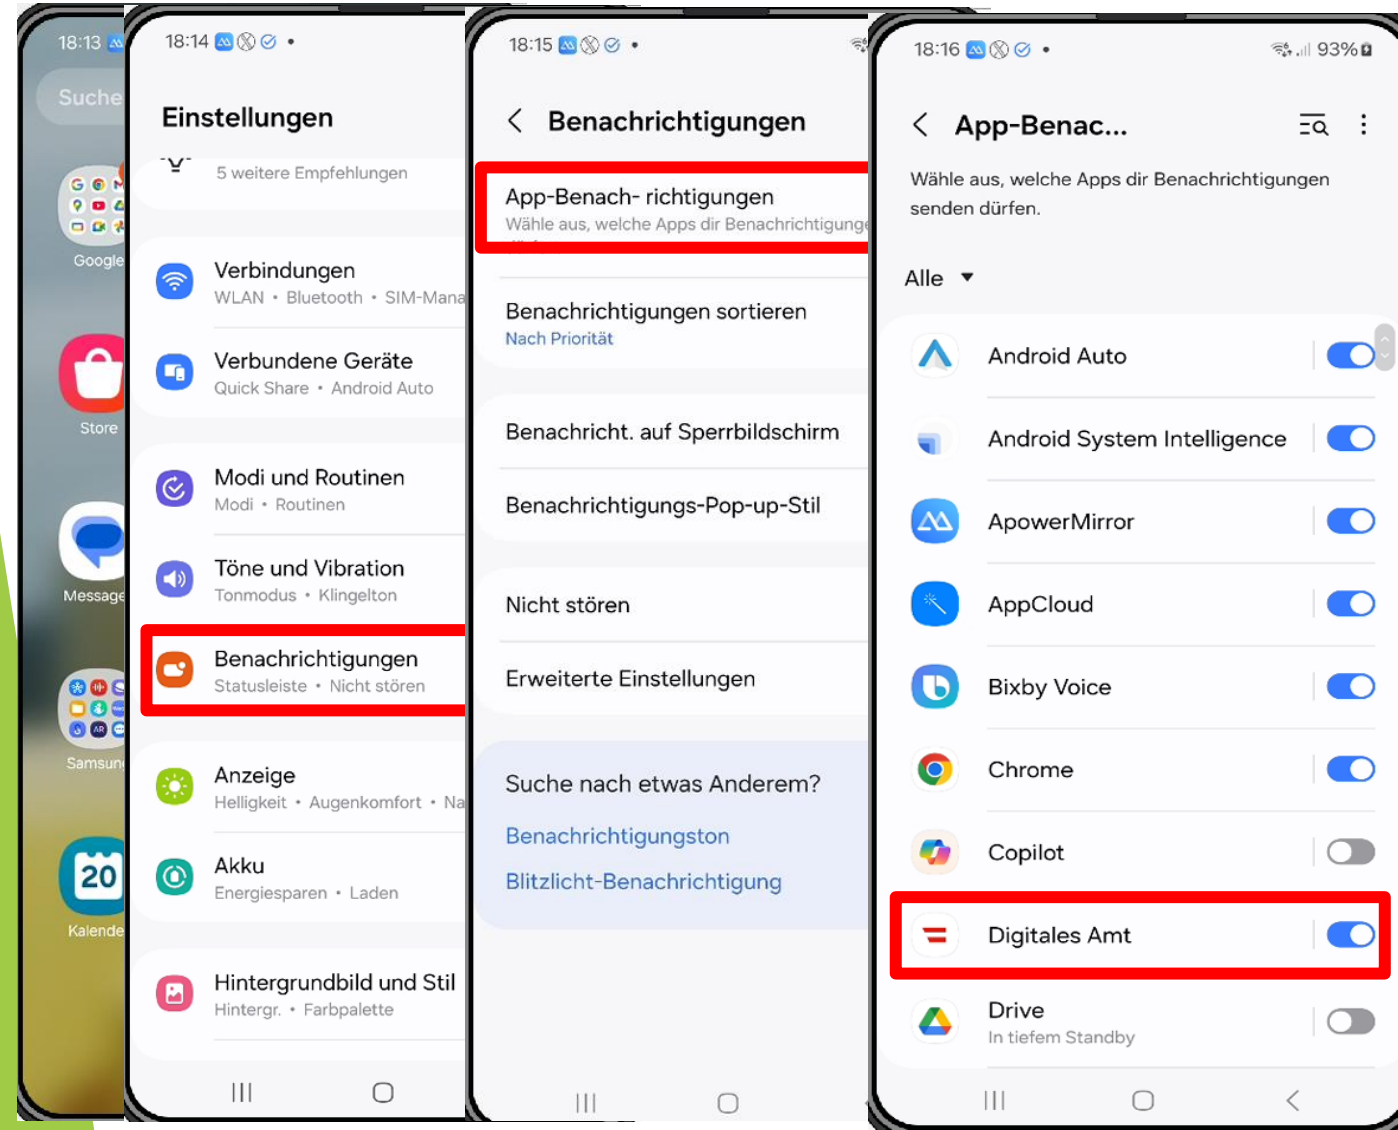 18:13
Suche
Google
Store
Message
Samsun
20
Kalende
18:14
Einstellungen
5 weitere Empfehlungen
Verbindungen
WLAN • Bluetooth • SIM-Mana
Verbundene Geräte
Quick Share • Android Auto
Modi und Routinen
Modi • Routinen
Töne und Vibration
Tonmodus • Klingelton
Benachrichtigungen
Statusleiste • Nicht stören
Anzeige
Helligkeit • Augenkomfort • Na
Akku
Energiesparen • Laden
Hintergrundbild und Stil
Hintergr. • Farbpalette
18:15
Benachrichtigungen
App-Benach- richtigungen
Wähle aus, welche Apps dir Benachrichtigunge
Benachrichtigungen sortieren
Nach Priorität
Benachricht. auf Sperrbildschirm
Benachrichtigungs-Pop-up-Stil
Nicht stören
Erweiterte Einstellungen
Suche nach etwas Anderem?
Benachrichtigungston
Blitzlicht-Benachrichtigung
18:16
93%
App-Benac...
Wähle aus, welche Apps dir Benachrichtigungen
senden dürfen.
Alle
Android Auto
Android System Intelligence
ApowerMirror
AppCloud
Bixby Voice
Chrome
Copilot
Digitales Amt
Drive
In tiefem Standby